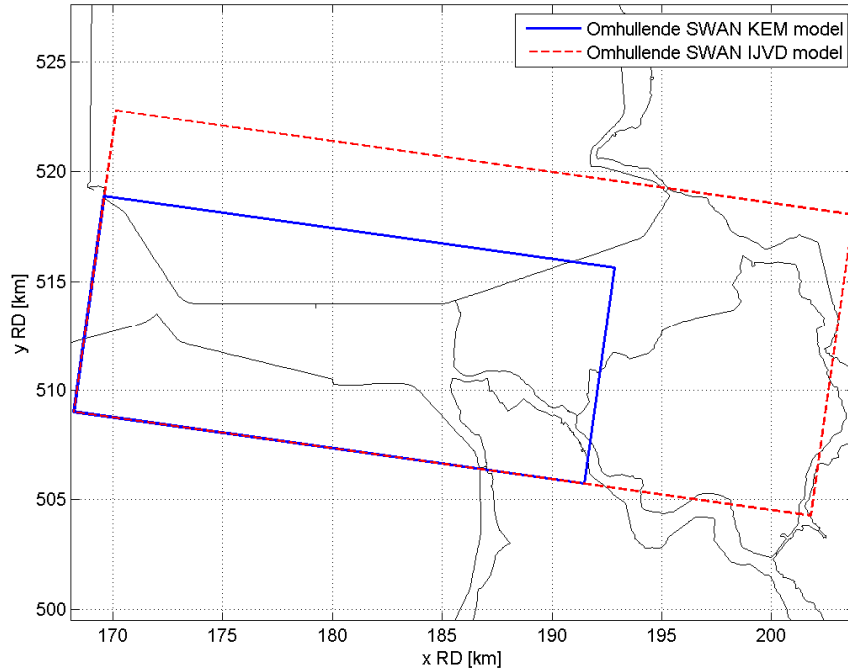 Omhullende SWAN KEM model
Omhullende SWAN IJVD model
y RD [km]
525
520
515
510
505
500
170 175 180 185 190 195 200
x RD [km]